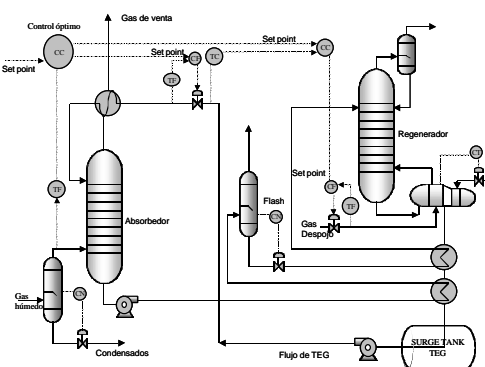 Control óptimo
CC
Set point
Gas de venta
Set point
CF
TC
TF
Set point
CC
Regenerador
CT
TF
Absorbedor
Flash
CN
Set point
CF
TF
Gas
Despojo
Gas
húmedo
CN
Condensados
Flujo de TEG
SURGE TANK
TEG